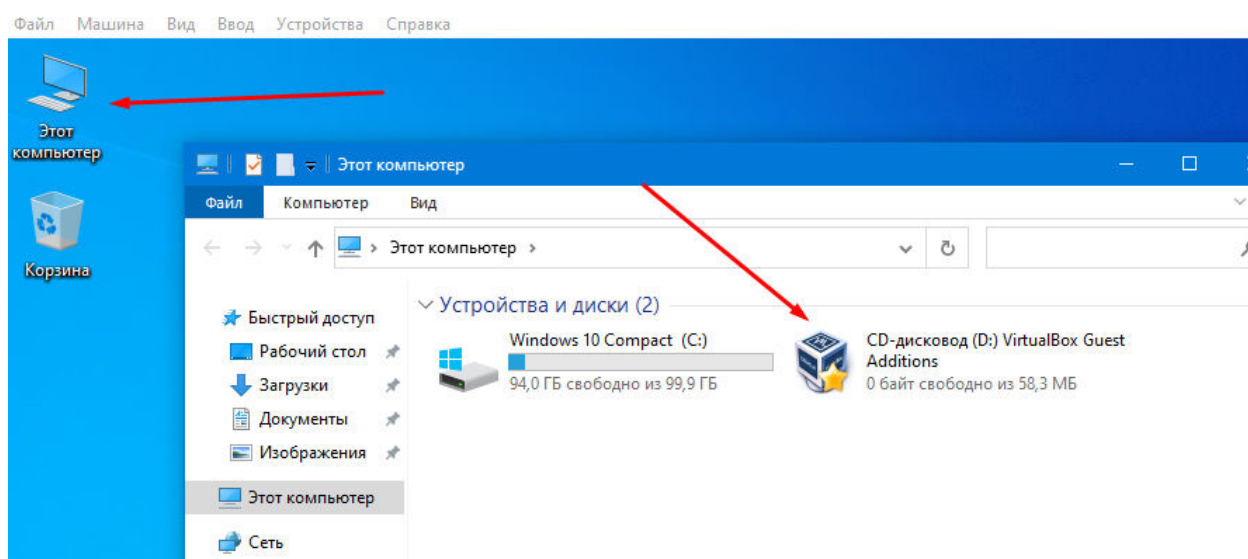 Файл Машина Вид Ввод Устройства Справка
Этот
компьютер
Корзина
Этот компьютер
Файл Компьютер Вид
Этот компьютер
Быстрый доступ
Рабочий стол
Загрузки
Документы
Изображения
Этот компьютер
Сеть
Устройства и диски (2)
Windows 10 Compact (C:)
94,0 ГБ свободно из 99,9 ГБ
CD-дисковод (D:) VirtualBox Guest
Additions
0 байт свободно из 58,3 МБ